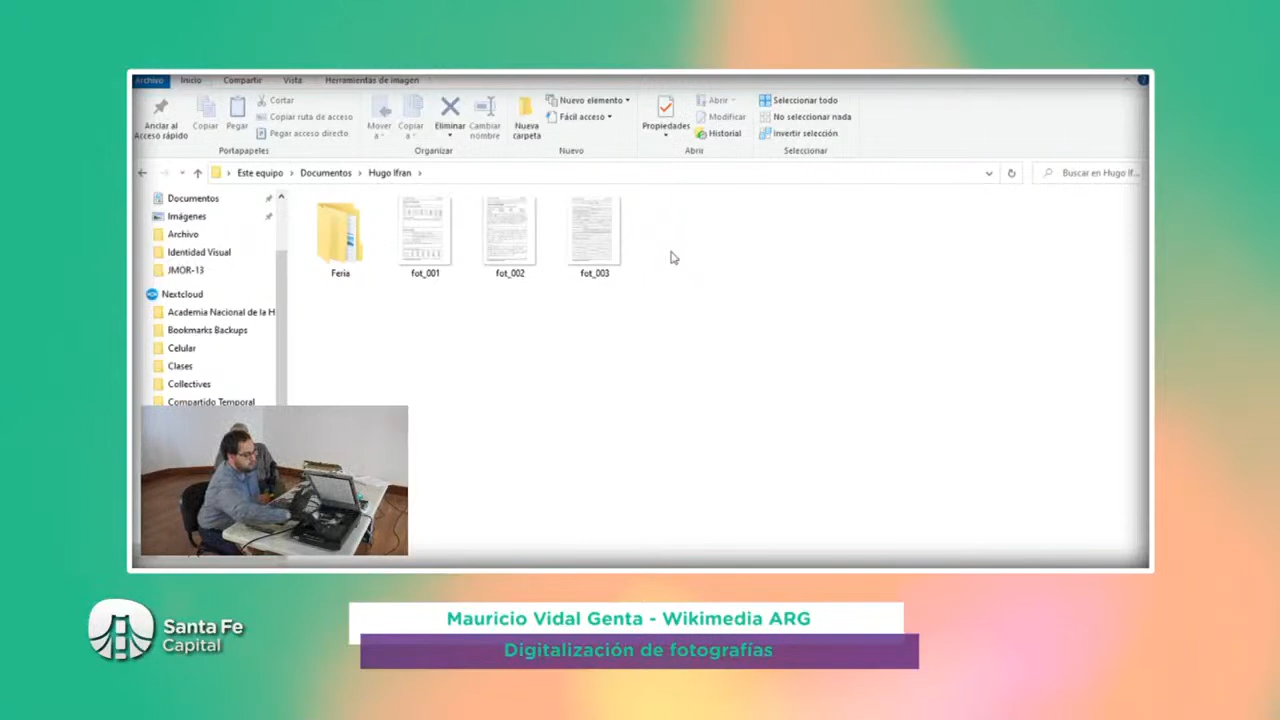 Archivo Inicio Compartir Vista Herramientas de imagen
Anclar al Acceso rápido
Copiar
Pegar
Cortar
Copiar ruta de acceso
Pegar acceso directo
Portapapeles
Mover a
Copiar a
Eliminar
Cambiar nombre
Organizar
Nueva carpeta
Nuevo elemento
Fácil acceso
Nuevo
Propiedades
Abrir
Modificar
Historial
Abrir
Seleccionar todo
No seleccionar nada
Invertir selección
Seleccionar
Este equipo > Documentos > Hugo Ifran >
Buscar en Hugo If...
Documentos
Imágenes
Archivo
Identidad Visual
JMOR-13
Nextcloud
Academia Nacional de la H
Bookmarks Backups
Celular
Clases
Collectives
Compartido Temporal
Feria
fot_001
fot_002
fot_003
Santa Fe
Capital
Mauricio Vidal Genta - Wikimedia ARG
Digitalización de fotografías